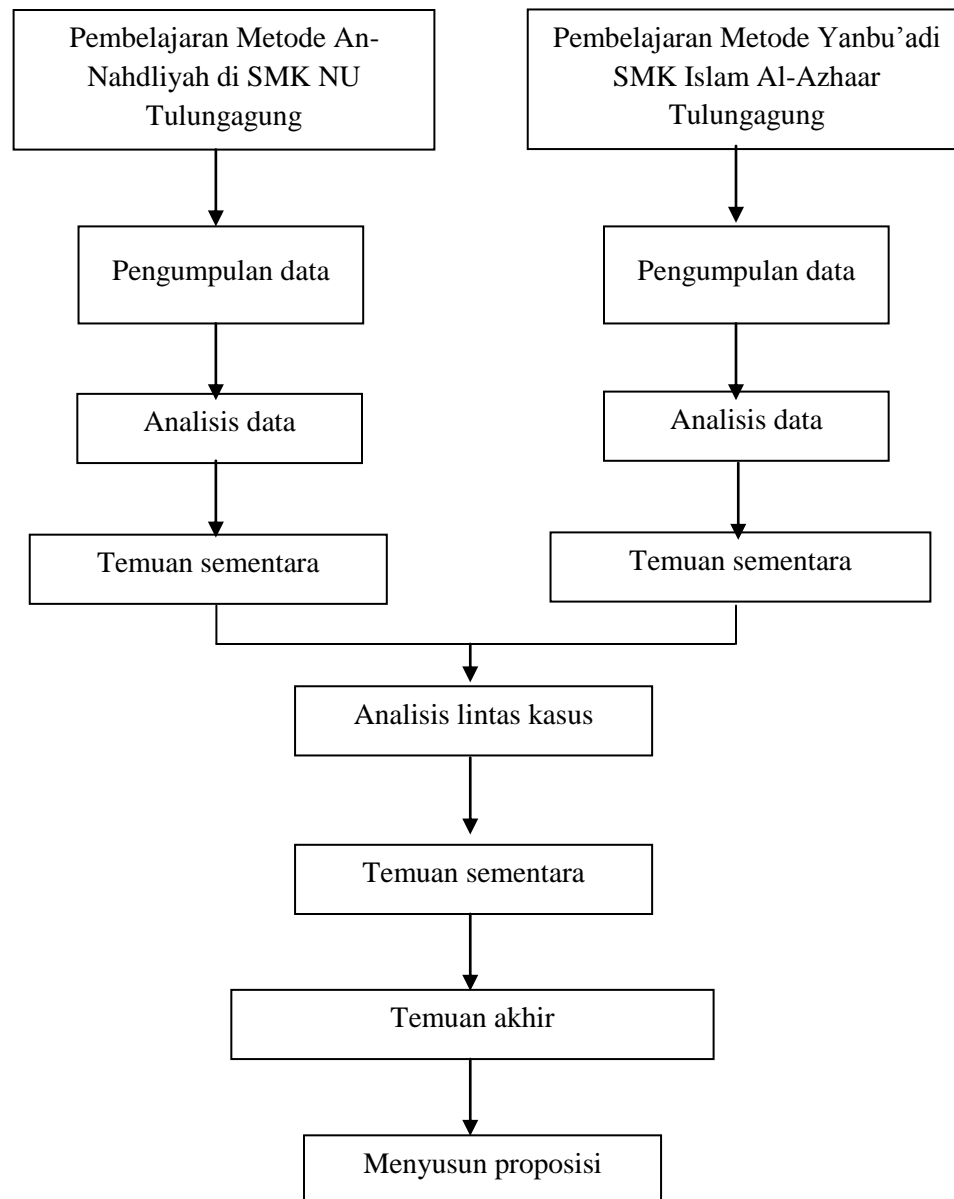 Pembelajaran Metode An-
Nahdliyah di SMK NU
Tulungagung
Pembelajaran Metode Yanbu’adi
SMK Islam Al-Azhaar
Tulungagung
Pengumpulan data
Pengumpulan data
Analisis data
Analisis data
Temuan sementara
Temuan sementara
Analisis lintas kasus
Temuan sementara
Temuan akhir
Menyusun proposisi